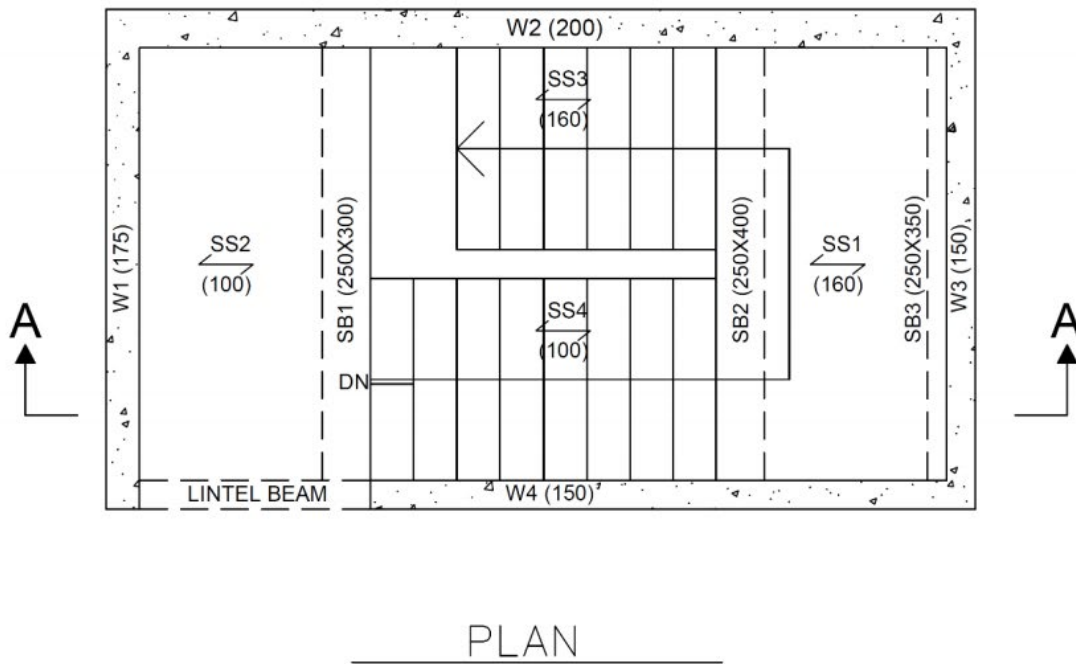 W2 (200)
SS3
(160)
W1 (175)
SS2
(100)
SB1 (250X300)
SS4
(100)
SB2 (250X400)
SS1
(160)
SB3 (250X350)
W3 (150)
A
A
DN
LINTEL BEAM
W4 (150)
PLAN